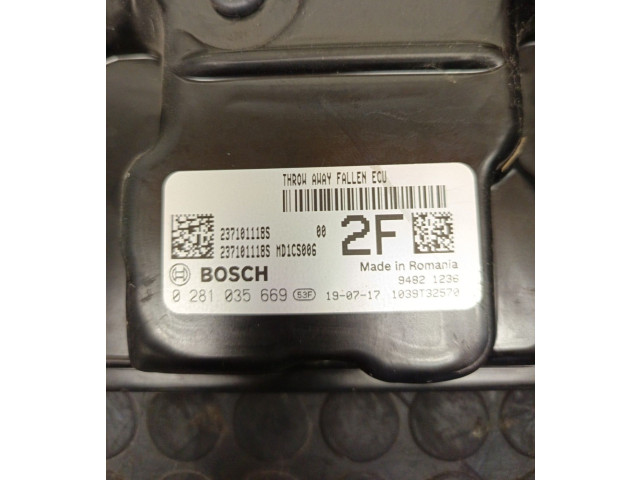 THROW AWAY FALLEN ECU
237101118S 00
237101118S MD1CS006
2F
BOSCH
Made in Romania
9482 1236
0 281 035 669 53F 19-07-17 1039T32570